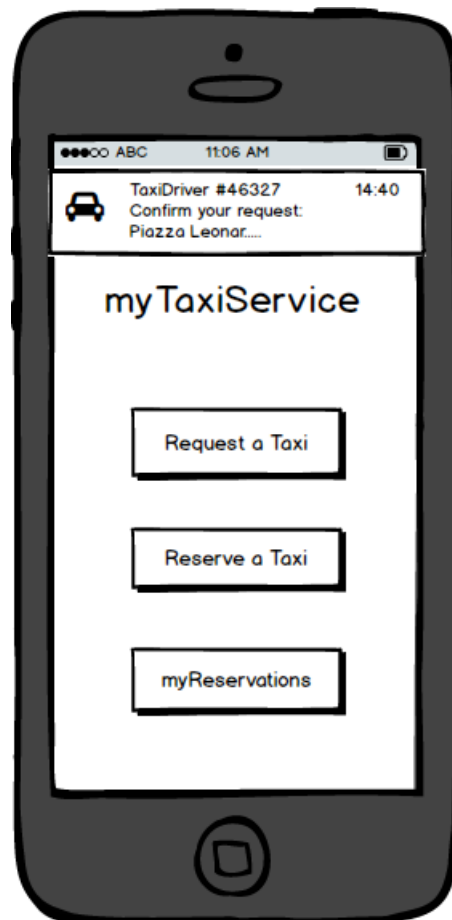 ABC 11:06 AM
TaxiDriver #46327 14:40
Confirm your request:
Piazza Leonar.....
myTaxiService
Request a Taxi
Reserve a Taxi
myReservations